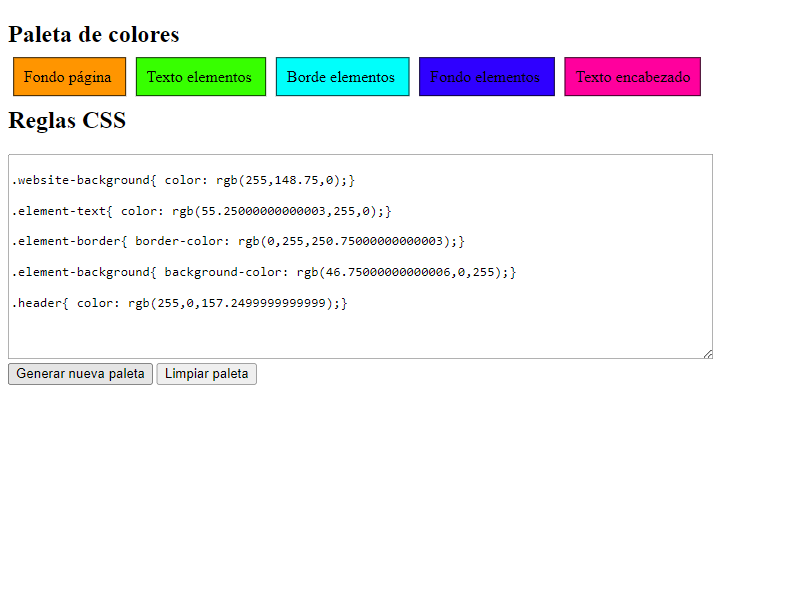 Paleta de colores
Fondo página Texto elementos Borde elementos Fondo elementos Texto encabezado
Reglas CSS
.website-background{ color: rgb(255,148.75,0);}
.element-text{ color: rgb(55.25000000000003,255,0);}
.element-border{ border-color: rgb(0,255,250.75000000000003);}
.element-background{ background-color: rgb(46.75000000000006,0,255);}
.header{ color: rgb(255,0,157.2499999999999);}
Generar nueva paleta Limpiar paleta